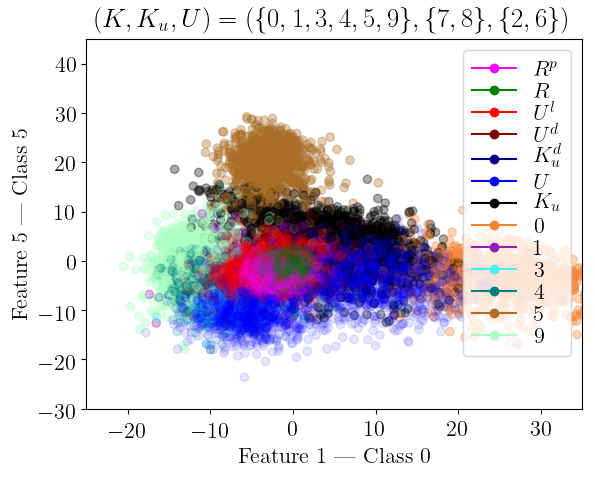 (K, K_u, U) = ({0, 1, 3, 4, 5, 9}, {7, 8}, {2, 6})
40
30
20
10
0
−10
−20
−30
Feature 5 — Class 5
R^p
R
U^l
U^d
K_u^d
U
K_u
0
1
3
4
5
9
−20 −10 0 10 20 30
Feature 1 — Class 0